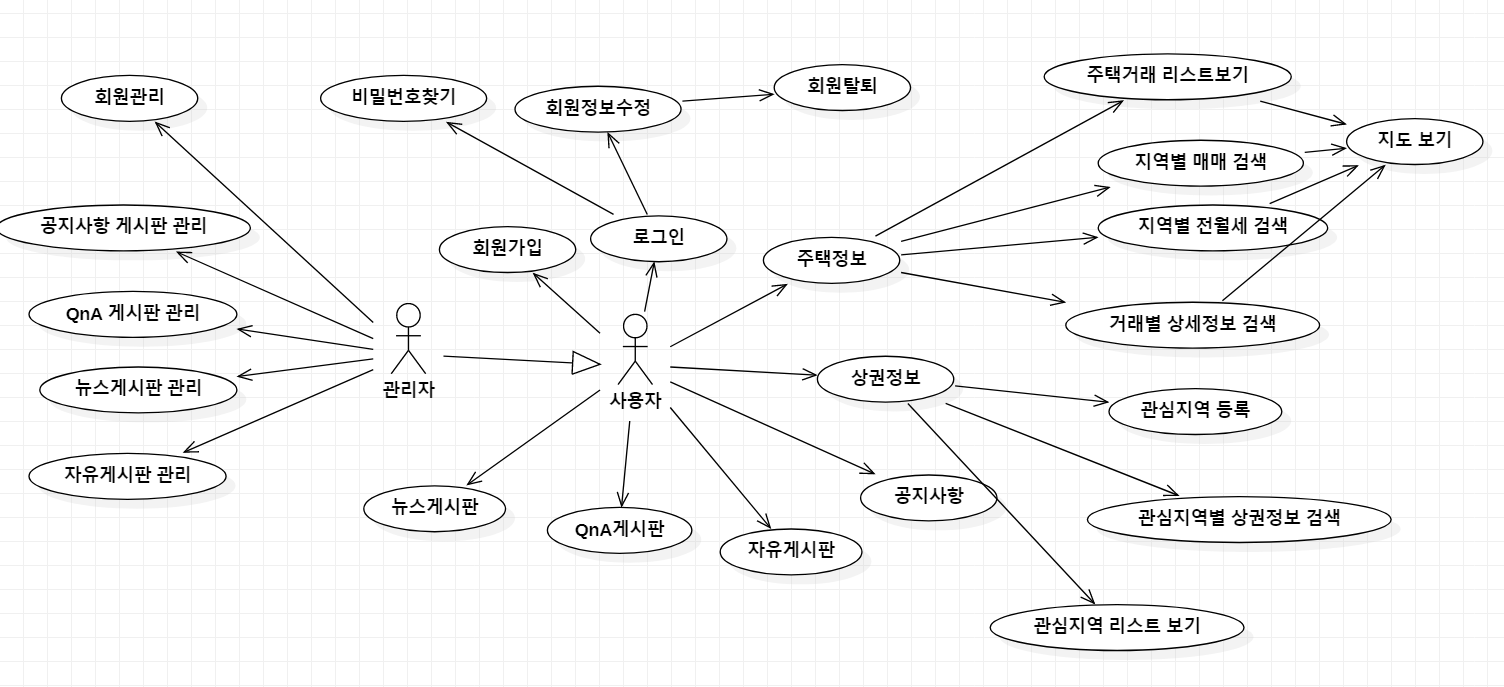 주택거래 리스트보기
회원관리
비밀번호찾기
회원정보수정
회원탈퇴
지도 보기
지역별 매매 검색
공지사항 게시판 관리
지역별 전월세 검색
회원가입
로그인
주택정보
QnA 게시판 관리
거래별 상세정보 검색
뉴스게시판 관리
관리자
사용자
상권정보
관심지역 등록
자유게시판 관리
뉴스게시판
QnA게시판
자유게시판
공지사항
관심지역별 상권정보 검색
관심지역 리스트 보기